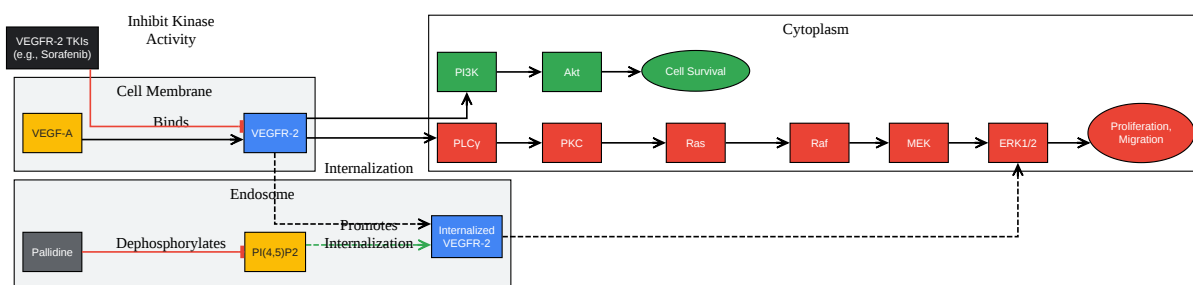 Inhibit Kinase
Activity
VEGFR-2 TKIs
(e.g., Sorafenib)
Cytoplasm
PI3K
Akt
Cell Survival
Cell Membrane
VEGF-A
Binds
VEGFR-2
PLCγ
PKC
Ras
Raf
MEK
ERK1/2
Proliferation,
Migration
Internalization
Endosome
Pallidine
Dephosphorylates
PI(4,5)P2
Promotes
Internalization
Internalized
VEGFR-2